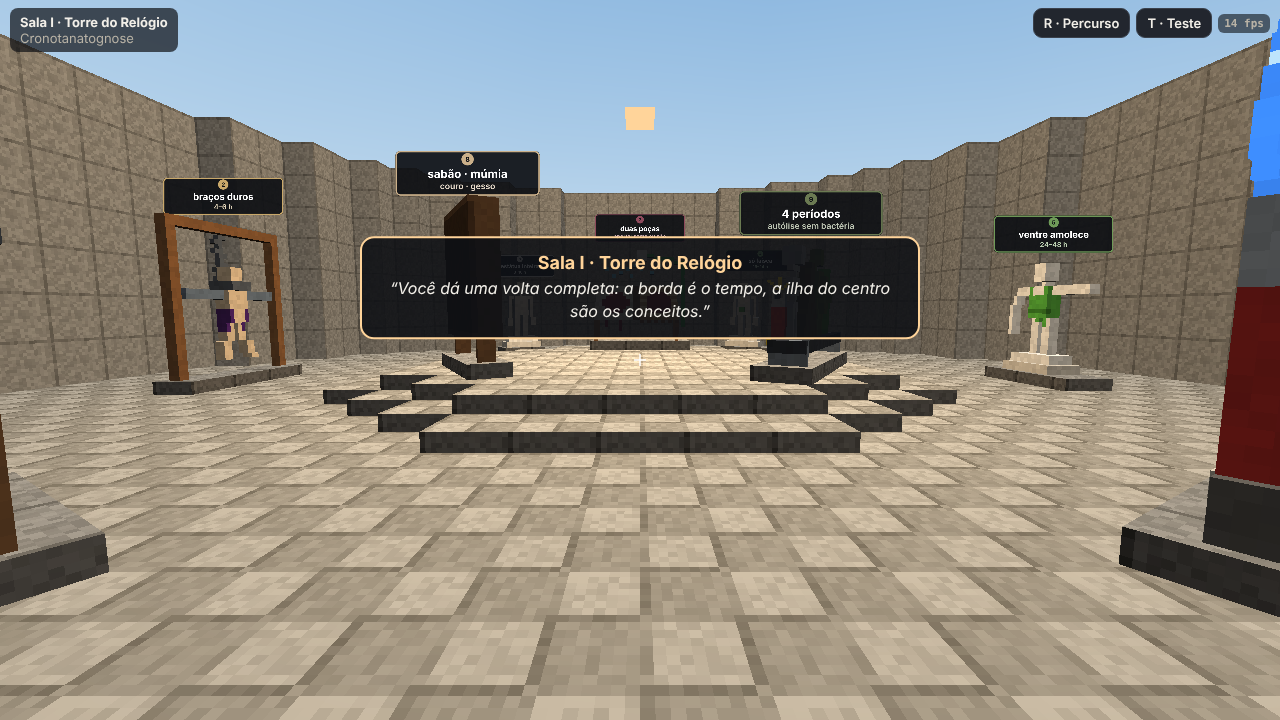 Sala I · Torre do Relógio
Cronotanatognose
R · Percurso
T · Teste
14 fps
8
sabão · múmia
couro · gesso
2
braços duros
4-6 h
duas poças
9
4 períodos
autólise sem bactéria
6
ventre amolece
24-48 h
Sala I · Torre do Relógio
“Você dá uma volta completa: a borda é o tempo, a ilha do centro
são os conceitos.”